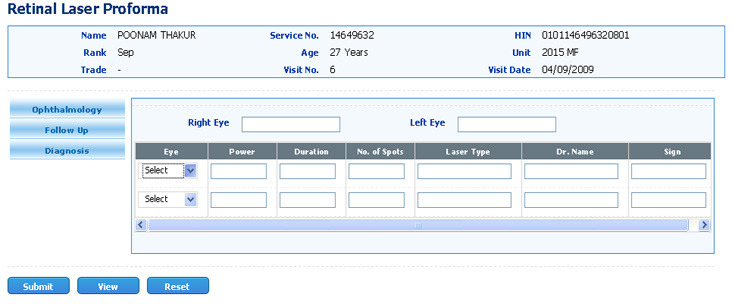 Retinal Laser Proforma
Name POONAM THAKUR Service No. 14649632 HIN 0101146496320801
Rank Sep Age 27 Years Unit 2015 MF
Trade - Visit No. 6 Visit Date 04/09/2009
Ophthalmology
Follow Up
Diagnosis
Right Eye Left Eye
Eye Power Duration No. of Spots Laser Type Dr. Name Sign
Select
Select
Submit View Reset